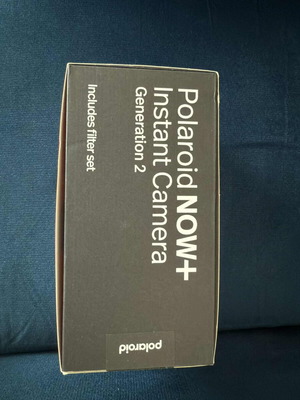 Polaroid NOW+
Instant Camera
Generation 2
Includes filter set
polaroid